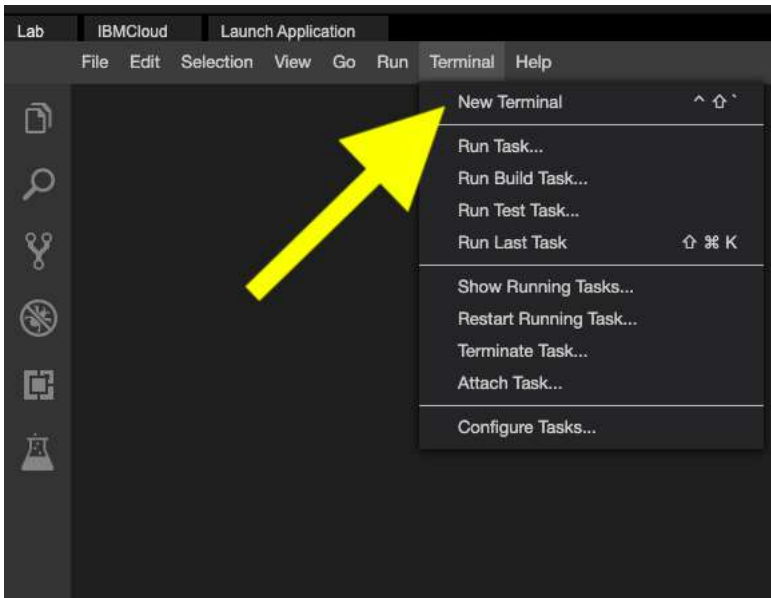 Lab IBMCloud Launch Application
File Edit Selection View Go Run Terminal Help
New Terminal ^ ⇧ `
Run Task...
Run Build Task...
Run Test Task...
Run Last Task ⇧ ⌘ K
Show Running Tasks...
Restart Running Task...
Terminate Task...
Attach Task...
Configure Tasks...